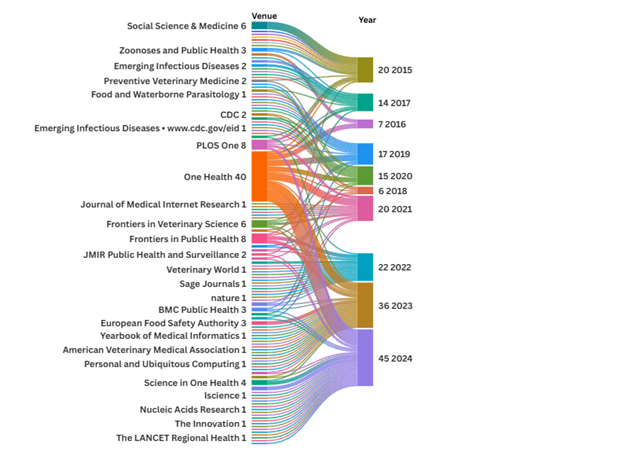 Venue
Year
Social Science & Medicine 6
Zoonoses and Public Health 3
Emerging Infectious Diseases 2
Preventive Veterinary Medicine 2
Food and Waterborne Parasitology 1
CDC 2
Emerging Infectious Diseases • www.cdc.gov/eid 1
PLOS One 8
One Health 40
Journal of Medical Internet Research 1
Frontiers in Veterinary Science 6
Frontiers in Public Health 8
JMIR Public Health and Surveillance 2
Veterinary World 1
Sage Journals 1
nature 1
BMC Public Health 3
European Food Safety Authority 3
Yearbook of Medical Informatics 1
American Veterinary Medical Association 1
Personal and Ubiquitous Computing 1
Science in One Health 4
Iscience 1
Nucleic Acids Research 1
The Innovation 1
The LANCET Regional Health 1
20 2015
14 2017
7 2016
17 2019
15 2020
6 2018
20 2021
22 2022
36 2023
45 2024